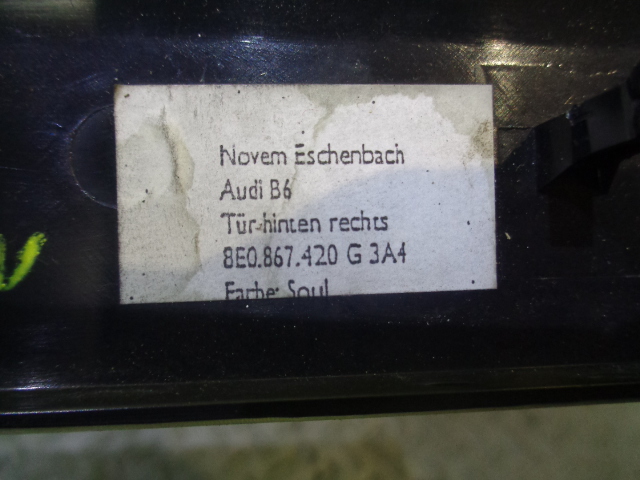 Novem Eschenbach
Audi B6
Tür-hinten rechts
8E0.867.420 G 3A4
Farbe: Soul